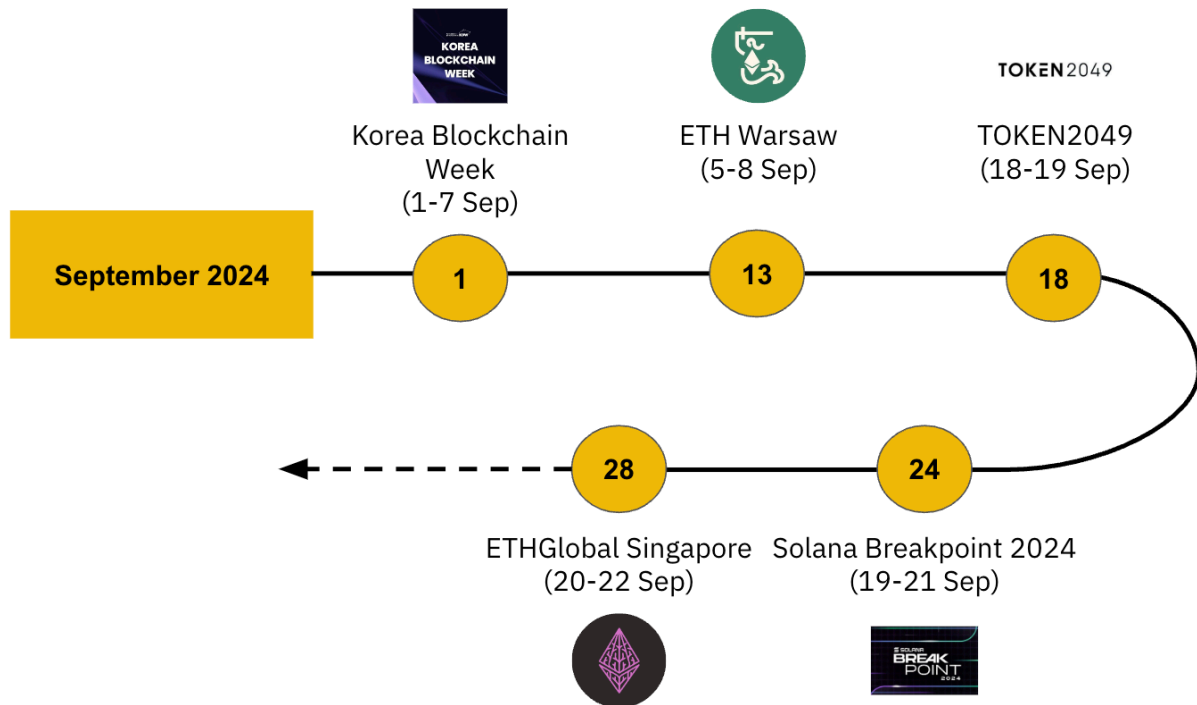 KOREA
BLOCKCHAIN
WEEK
TOKEN2049
Korea Blockchain
Week
(1-7 Sep)
ETH Warsaw
(5-8 Sep)
TOKEN2049
(18-19 Sep)
September 2024
1
13
18
28
24
ETHGlobal Singapore
(20-22 Sep)
Solana Breakpoint 2024
(19-21 Sep)
SOLANA
BREAK
POINT
2024